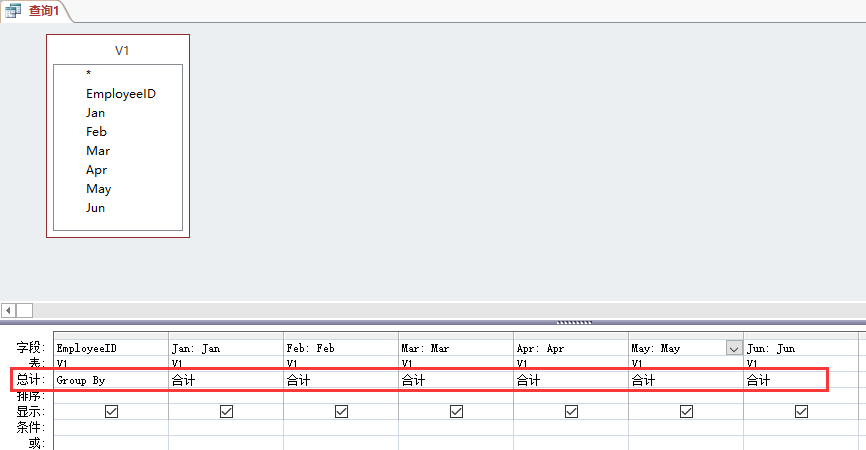 查询1
V1
*
EmployeeID
Jan
Feb
Mar
Apr
May
Jun
字段: EmployeeID Jan: Jan Feb: Feb Mar: Mar Apr: Apr May: May Jun: Jun
表: V1 V1 V1 V1 V1 V1 V1
总计: Group By 合计 合计 合计 合计 合计 合计
排序:
显示:
条件:
或: